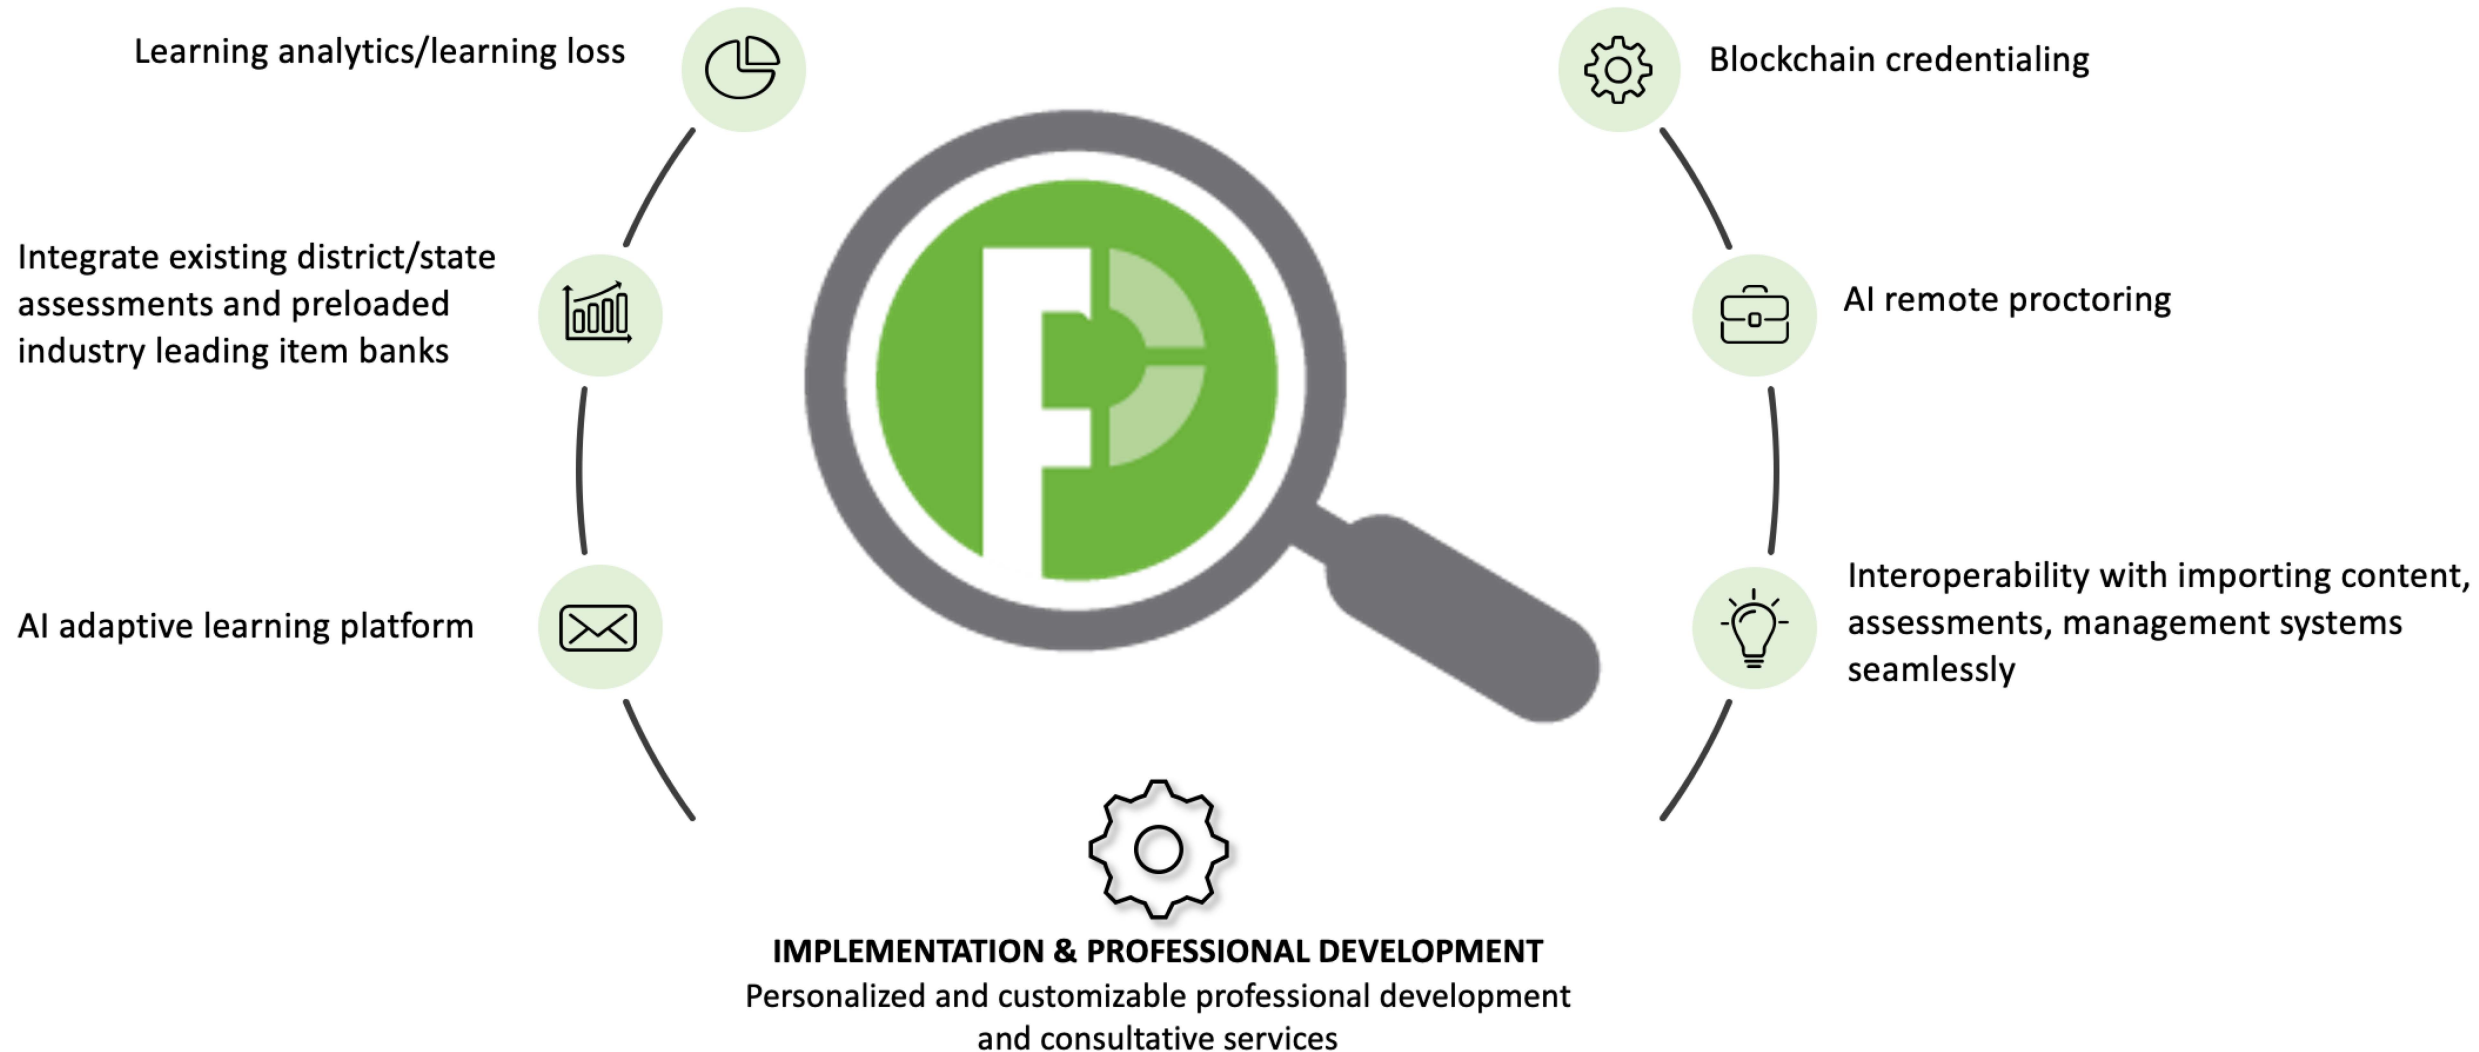 Learning analytics/learning loss
Integrate existing district/state
assessments and preloaded
industry leading item banks
AI adaptive learning platform
Blockchain credentialing
AI remote proctoring
Interoperability with importing content,
assessments, management systems
seamlessly
IMPLEMENTATION & PROFESSIONAL DEVELOPMENT
Personalized and customizable professional development
and consultative services